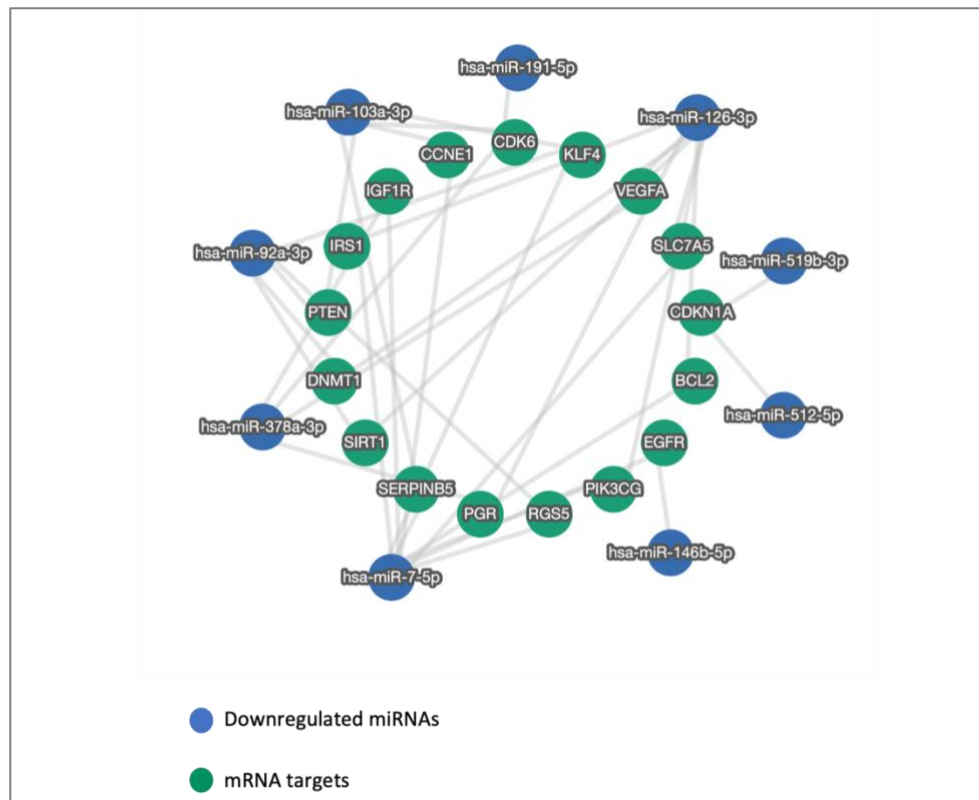 hsa-miR-191-5p
hsa-miR-103a-3p
hsa-miR-126-3p
CDK6
CCNE1
KLF4
IGF1R
VEGFA
IRS1
SLC7A5
hsa-miR-92a-3p
hsa-miR-519b-3p
PTEN
CDKN1A
DNMT1
BCL2
hsa-miR-378a-3p
hsa-miR-512-5p
SIRT1
EGFR
SERPINB5
PIK3CG
PGR
RGS5
hsa-miR-146b-5p
hsa-miR-7-5p
Downregulated miRNAs
mRNA targets